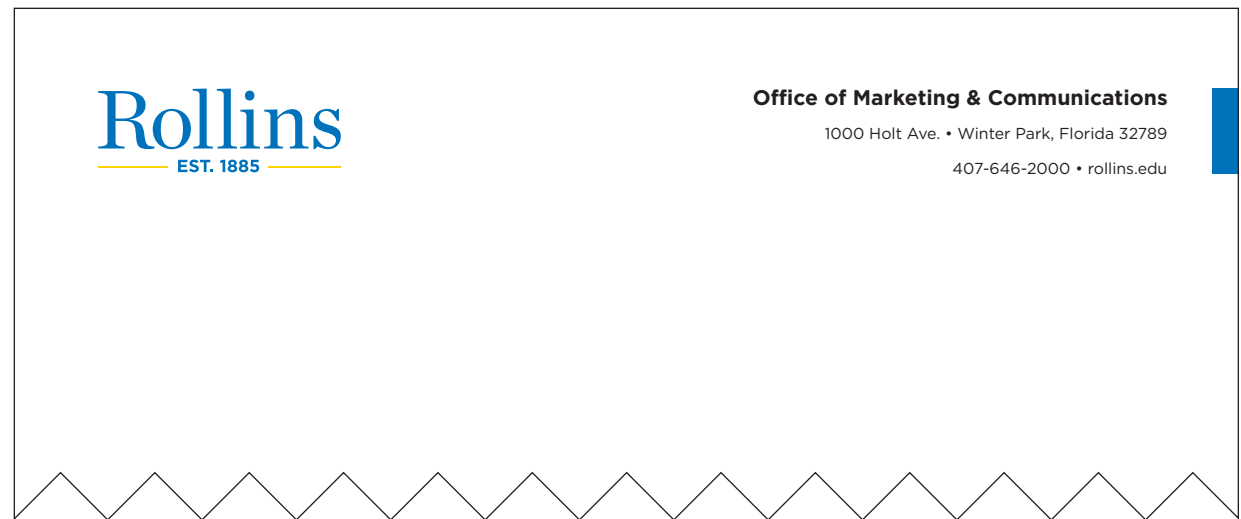 Rollins
EST. 1885
Office of Marketing & Communications
1000 Holt Ave. • Winter Park, Florida 32789
407-646-2000 • rollins.edu